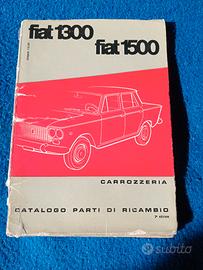 fiat 1300
fiat 1500
CARROZZERIA
CATALOGO PARTI DI RICAMBIO
subito